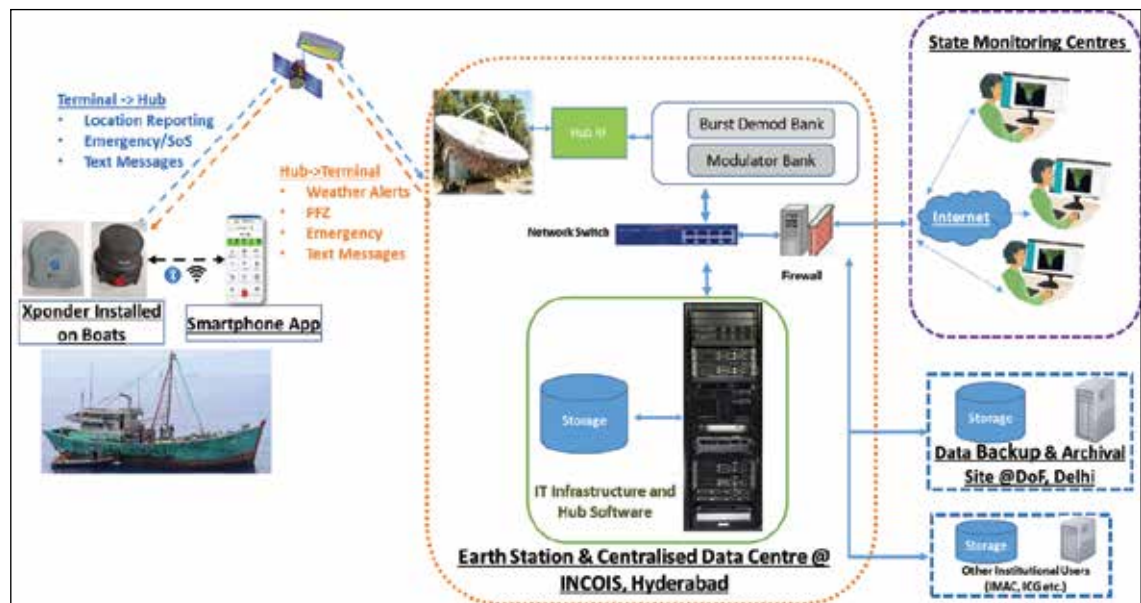 Terminal -> Hub
• Location Reporting
• Emergency/SoS
• Text Messages
Hub->Terminal
• Weather Alerts
• PFZ
• Emergency
• Text Messages
Xponder Installed
on Boats
Smartphone App
Hub RF
Burst Demod Bank
Modulator Bank
Network Switch
Firewall
Storage
IT Infrastructure and
Hub Software
Earth Station & Centralised Data Centre @
INCOIS, Hyderabad
State Monitoring Centres
Internet
Storage
Data Backup & Archival
Site @DoF, Delhi
Storage
Other Institutional Users
(IMAC, ICG etc.)